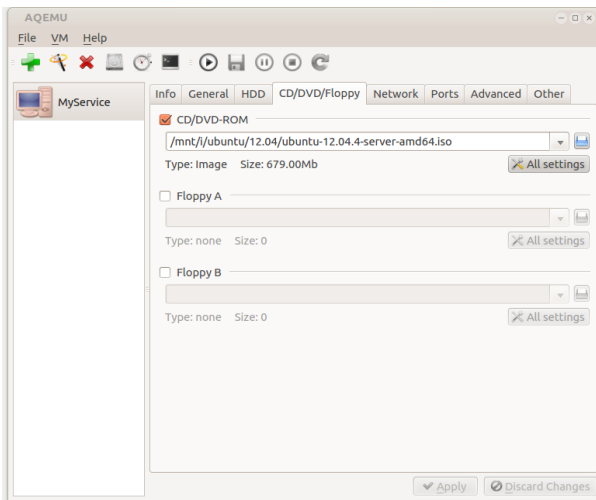 AQEMU
File VM Help
MyService
Info General HDD CD/DVD/Floppy Network Ports Advanced Other
CD/DVD-ROM
/mnt/i/ubuntu/12.04/ubuntu-12.04.4-server-amd64.iso
Type: Image Size: 679.00Mb All settings
Floppy A
Type: none Size: 0 All settings
Floppy B
Type: none Size: 0 All settings
Apply Discard Changes